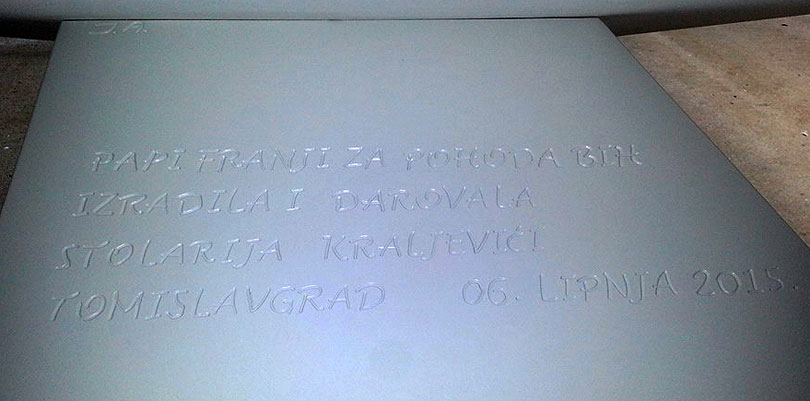 J.A.
PAPI FRANJI ZA POHODA BIH
IZRADILA I DAROVALA
STOLARIJA KRALJEVIĆI
TOMISLAVGRAD 06. LIPNJA 2015.